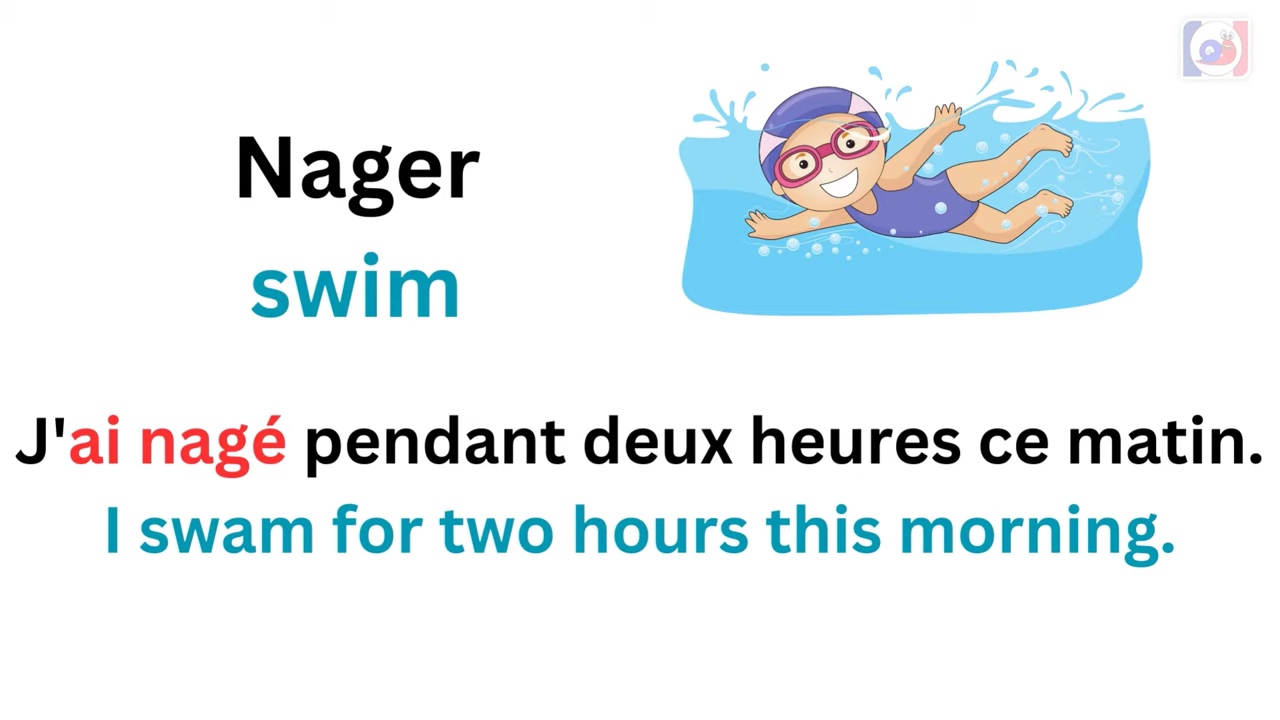 Nager
swim
J'ai nagé pendant deux heures ce matin.
I swam for two hours this morning.